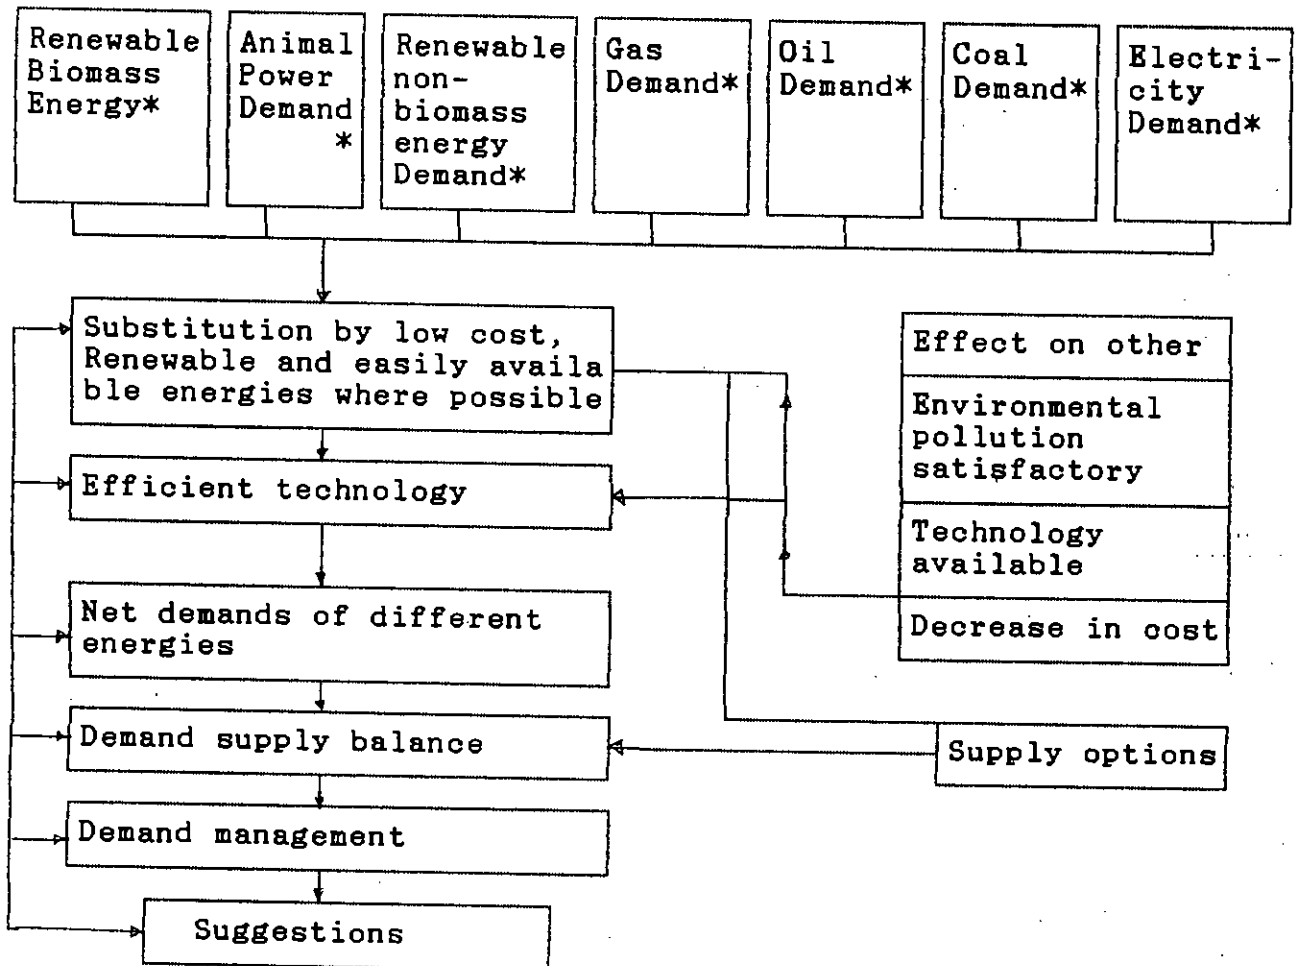 Renewable
Biomass
Energy*
Animal
Power
Demand
*
Renewable
non-
biomass
energy
Demand*
Gas
Demand*
Oil
Demand*
Coal
Demand*
Electri-
city
Demand*
Substitution by low cost,
Renewable and easily availa
ble energies where possible
Efficient technology
Net demands of different
energies
Demand supply balance
Demand management
Suggestions
Effect on other
Environmental
pollution
satisfactory
Technology
available
Decrease in cost
Supply options